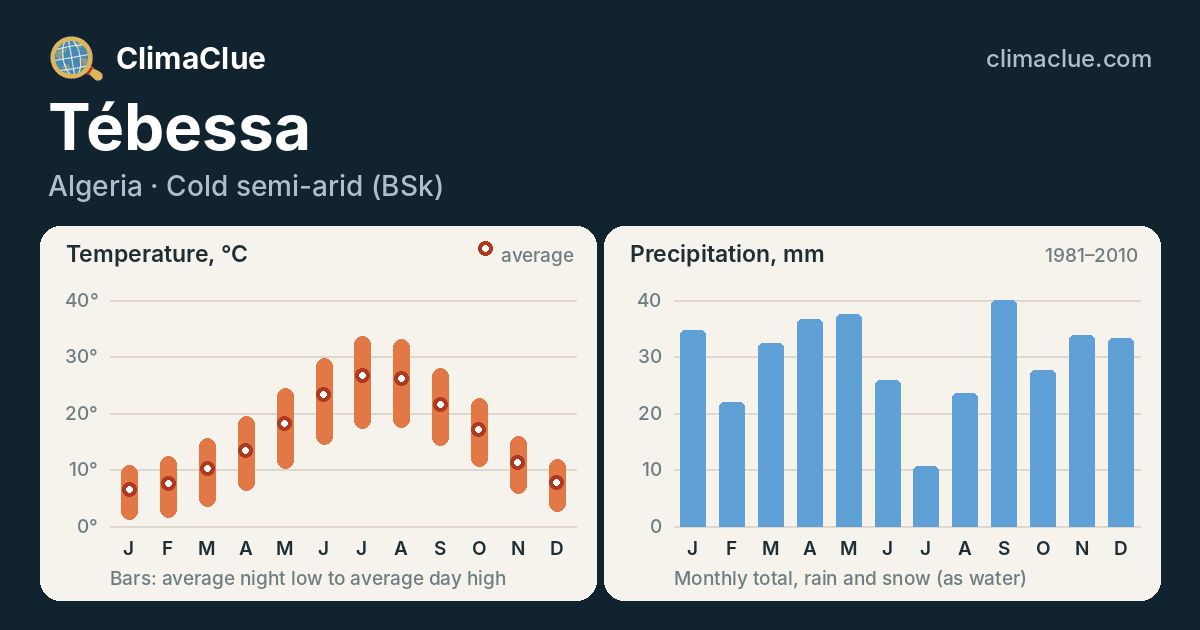 ClimaClue
climaclue.com
Tébessa
Algeria · Cold semi-arid (BSk)
Temperature, °C
average
40°
30°
20°
10°
0°
J F M A M J J A S O N D
Bars: average night low to average day high
Precipitation, mm
1981–2010
40
30
20
10
0
J F M A M J J A S O N D
Monthly total, rain and snow (as water)